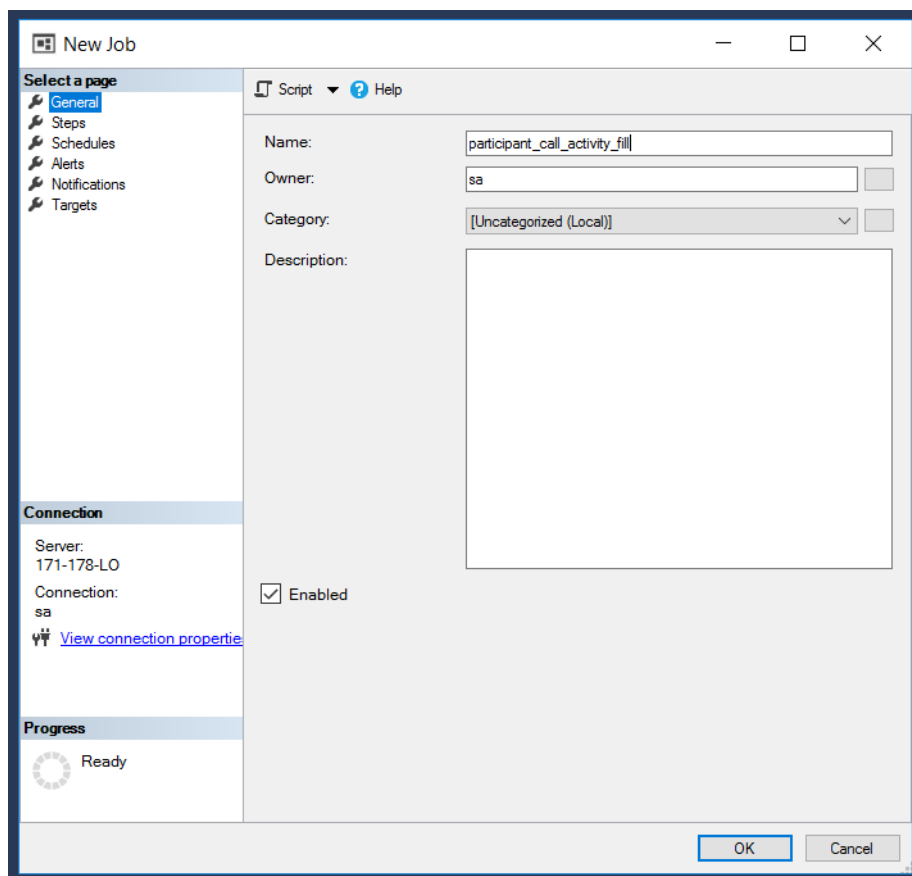 New Job
Select a page
General
Steps
Schedules
Alerts
Notifications
Targets
Script
Help
Name:
participant_call_activity_fill
Owner:
sa
Category:
[Uncategorized (Local)]
Description:
Enabled
Connection
Server:
171-178-LO
Connection:
sa
View connection propertie
Progress
Ready
OK
Cancel